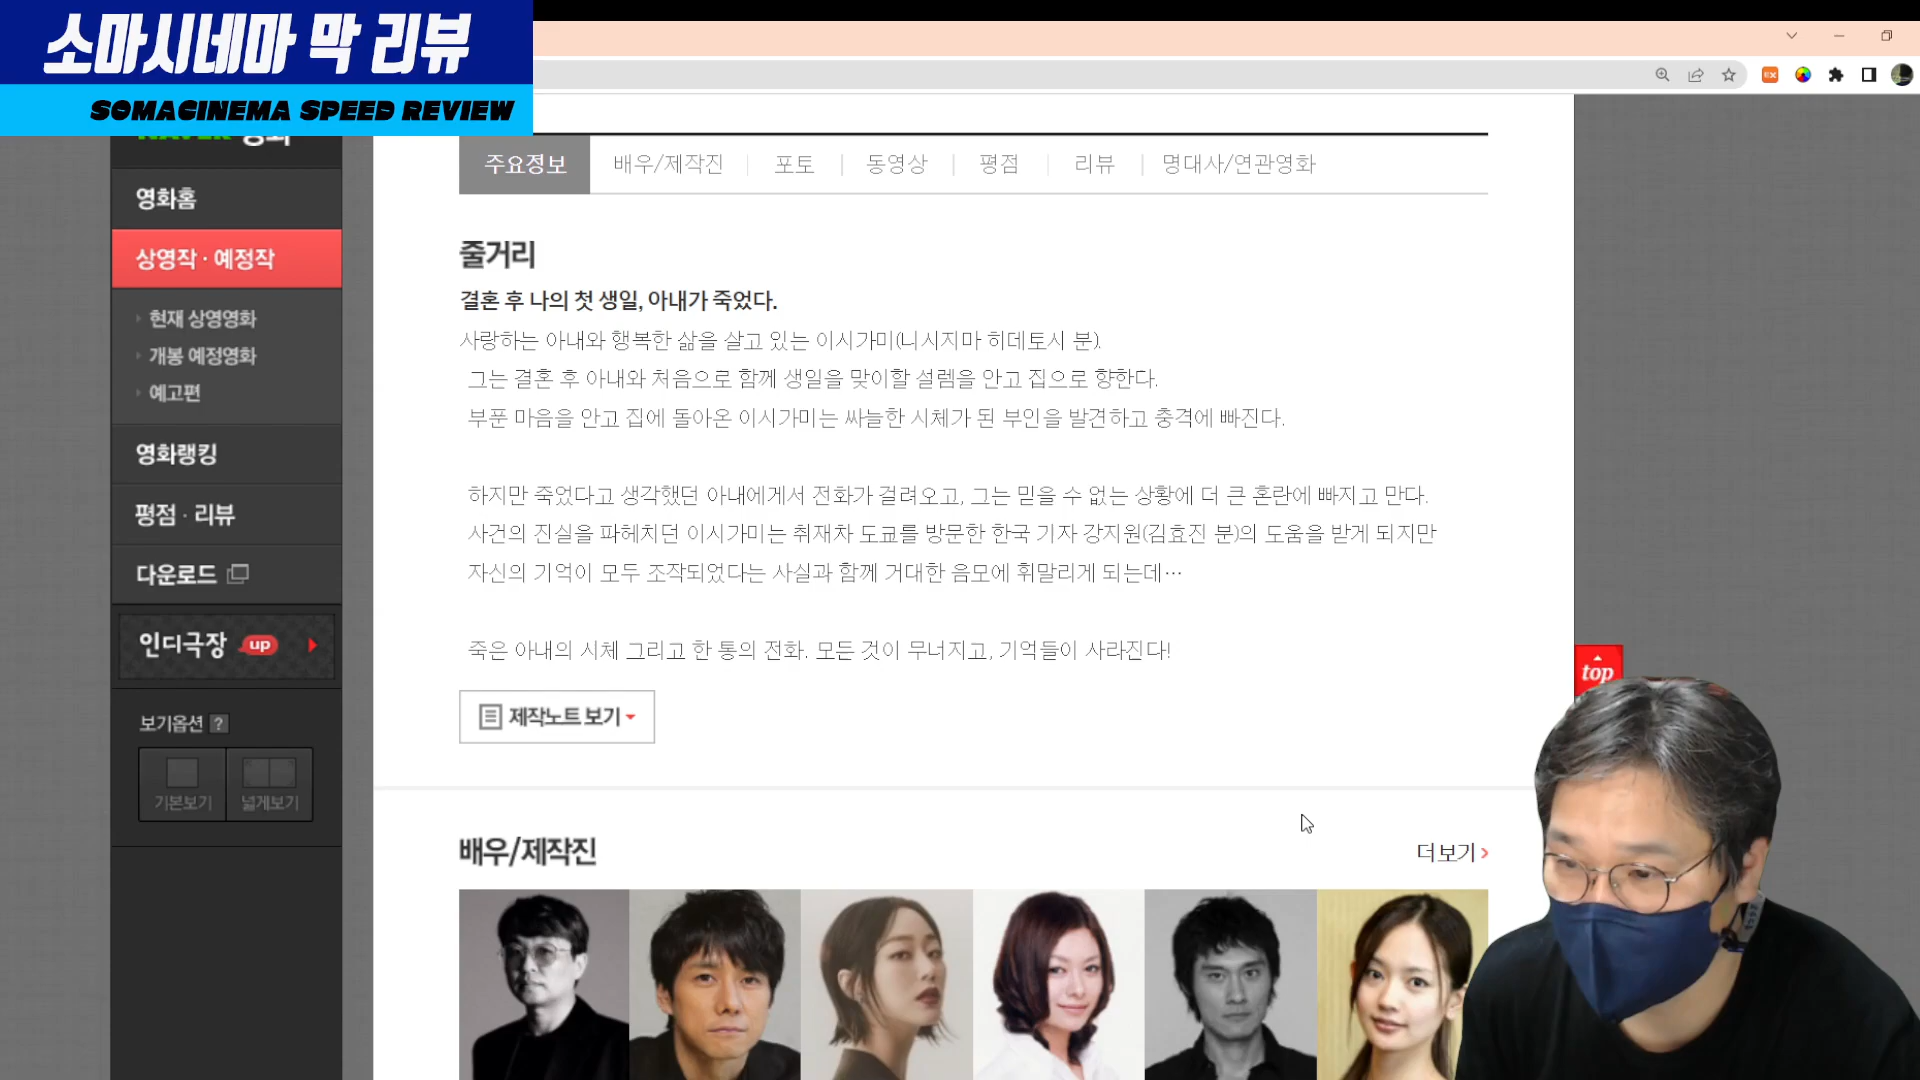 소마시네마 막 리뷰
SOMACINEMA SPEED REVIEW
영화홈
상영작 · 예정작
현재 상영영화
개봉 예정영화
예고편
영화랭킹
평점 · 리뷰
다운로드
인디극장 up
보기옵션 ?
기본보기 넓게보기
주요정보 배우/제작진 포토 동영상 평점 리뷰 명대사/연관영화
줄거리
결혼 후 나의 첫 생일, 아내가 죽었다.
사랑하는 아내와 행복한 삶을 살고 있는 이시가미(니시지마 히데토시 분).
그는 결혼 후 아내와 처음으로 함께 생일을 맞이할 설렘을 안고 집으로 향한다.
부푼 마음을 안고 집에 돌아온 이시가미는 싸늘한 시체가 된 부인을 발견하고 충격에 빠진다.
하지만 죽었다고 생각했던 아내에게서 전화가 걸려오고, 그는 믿을 수 없는 상황에 더 큰 혼란에 빠지고 만다.
사건의 진실을 파헤치던 이시가미는 취재차 도쿄를 방문한 한국 기자 강지원(김효진 분)의 도움을 받게 되지만
자신의 기억이 모두 조작되었다는 사실과 함께 거대한 음모에 휘말리게 되는데…
죽은 아내의 시체 그리고 한 통의 전화. 모든 것이 무너지고, 기억들이 사라진다!
제작노트 보기
top
배우/제작진
더보기